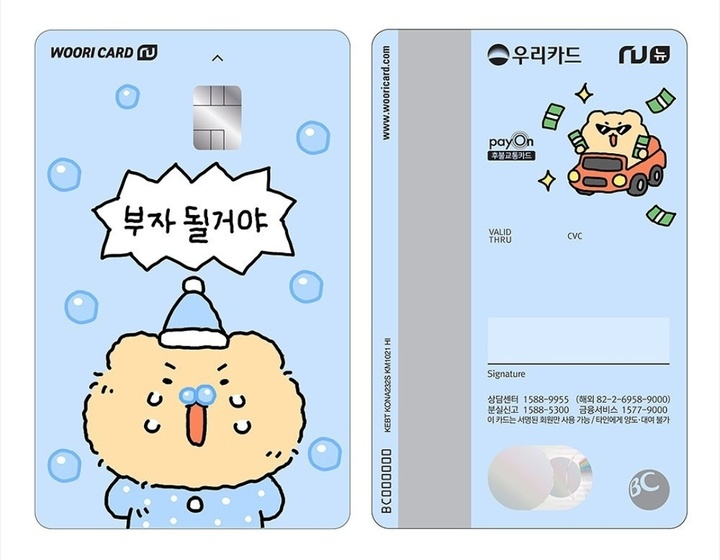 WOORI CARD NU
부자 될거야
www.wooricard.com
우리카드 NU 뉴
payOn
후불교통카드
VALID
THRU
CVC
Signature
상담센터 1588-9955 (해외 82-2-6958-9000)
분실신고 1588-5300 금융서비스 1577-9000
이 카드는 서명된 회원만 사용 가능 / 타인에게 양도·대여 불가
KEBT KONA232S KM1021 HI
BC000000
BC